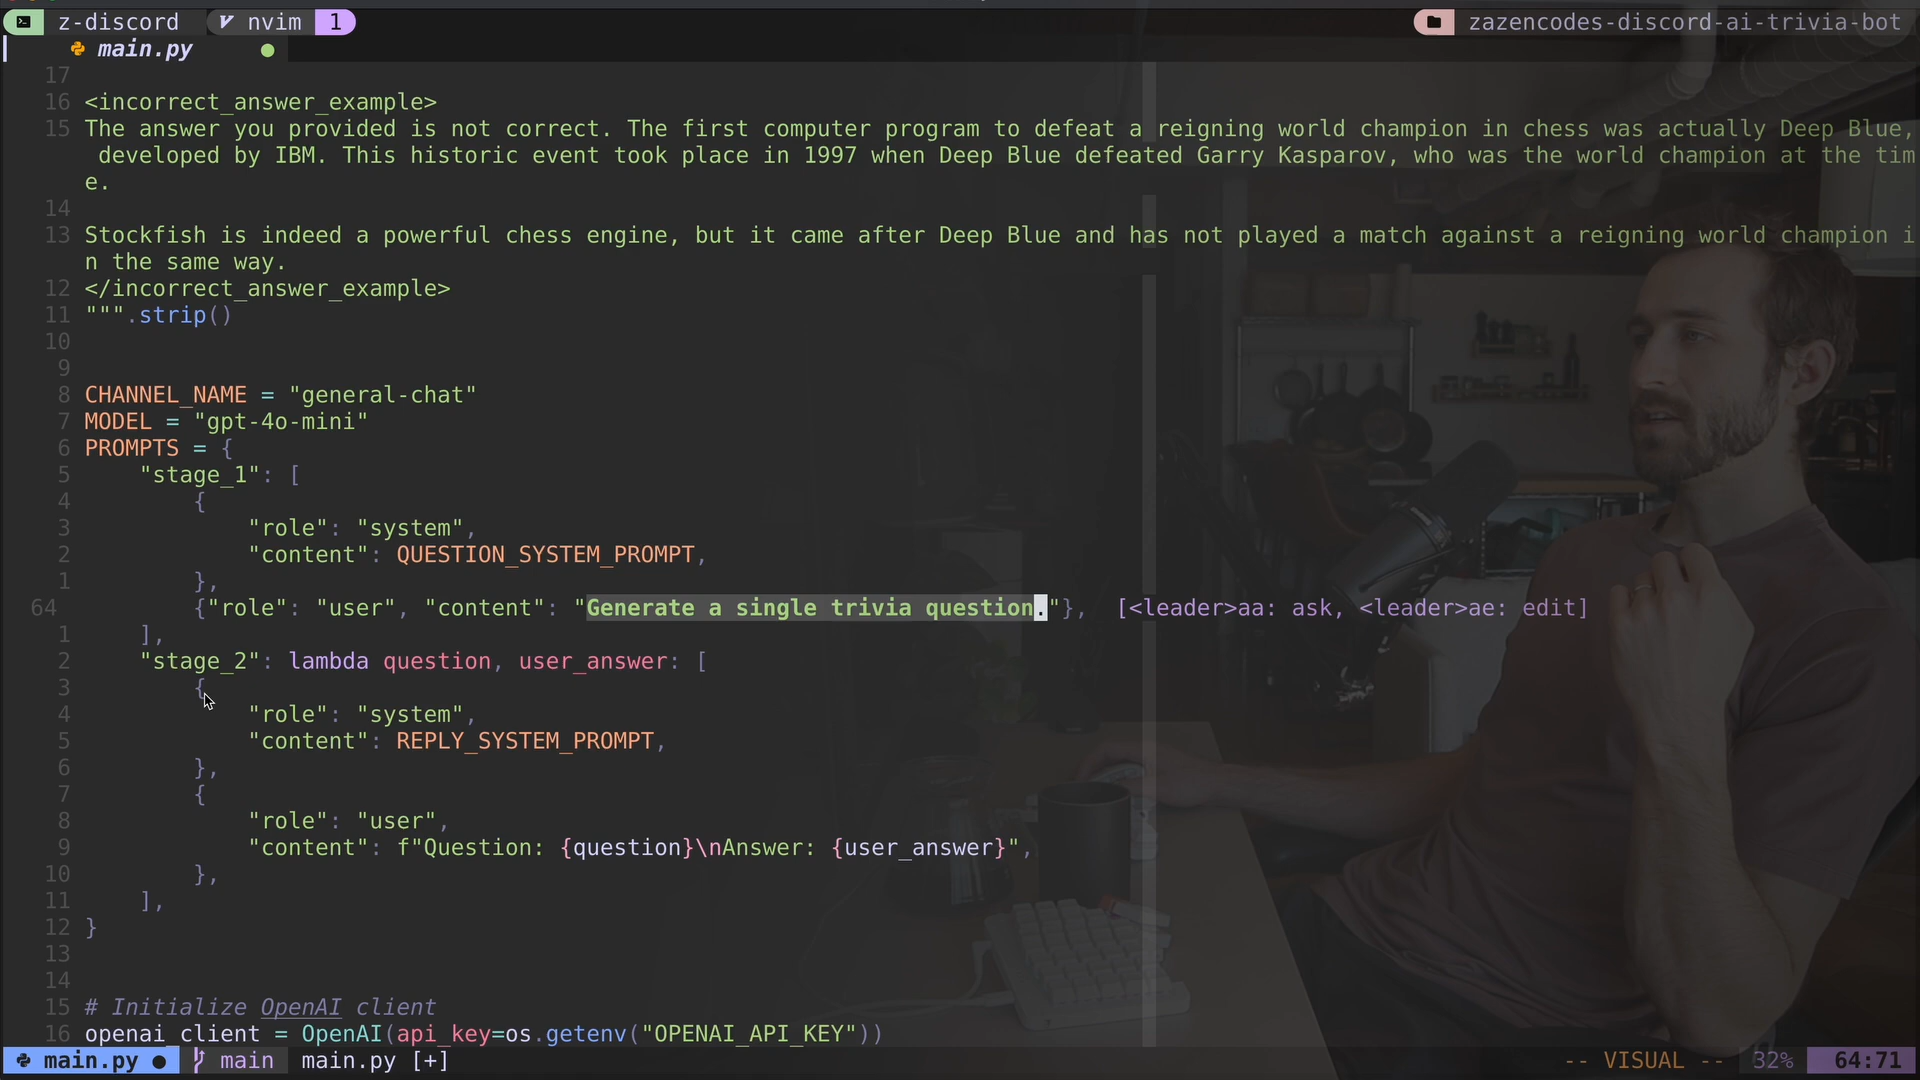 z-discord nvim 1 zazencodes-discord-ai-trivia-bot
main.py
17
16 <incorrect_answer_example>
15 The answer you provided is not correct. The first computer program to defeat a reigning world champion in chess was actually Deep Blue,
developed by IBM. This historic event took place in 1997 when Deep Blue defeated Garry Kasparov, who was the world champion at the tim
e.
14
13 Stockfish is indeed a powerful chess engine, but it came after Deep Blue and has not played a match against a reigning world champion i
n the same way.
12 </incorrect_answer_example>
11 """.strip()
10
9
8 CHANNEL_NAME = "general-chat"
7 MODEL = "gpt-4o-mini"
6 PROMPTS = {
5 "stage_1": [
4 {
3 "role": "system",
2 "content": QUESTION_SYSTEM_PROMPT,
1 },
64 {"role": "user", "content": "Generate a single trivia question."}, [<leader>aa: ask, <leader>ae: edit]
1 ],
2 "stage_2": lambda question, user_answer: [
3 {
4 "role": "system",
5 "content": REPLY_SYSTEM_PROMPT,
6 },
7 {
8 "role": "user",
9 "content": f"Question: {question}\nAnswer: {user_answer}",
10 },
11 ],
12 }
13
14
15 # Initialize OpenAI client
16 openai_client = OpenAI(api_key=os.getenv("OPENAI_API_KEY"))
main.py main main.py [+] -- VISUAL -- 32% 64:71